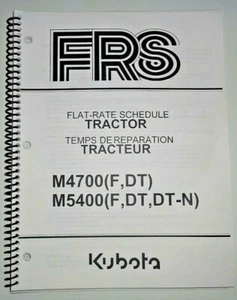 FRS
FLAT-RATE SCHEDULE
TRACTOR
TEMPS DE REPARATION
TRACTEUR
M4700(F,DT)
M5400(F,DT,DT-N)
Kubota